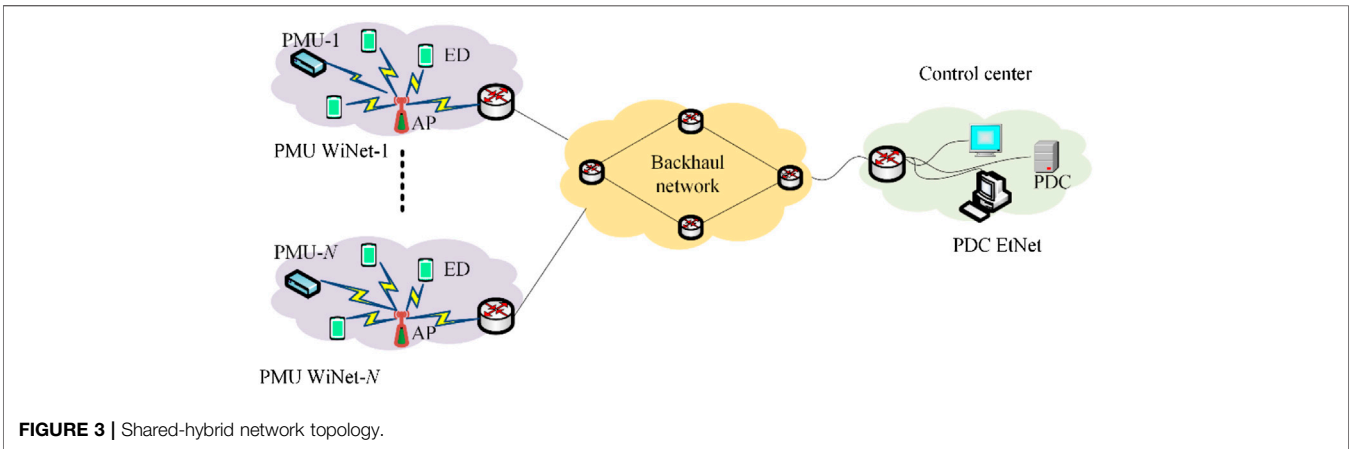 PMU-1
ED
AP
PMU WiNet-1
PMU-N
ED
AP
PMU WiNet-N
Backhaul
network
Control center
PDC
PDC EtNet
FIGURE 3 | Shared-hybrid network topology.